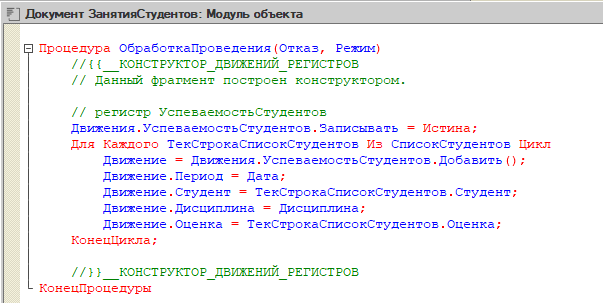 Документ ЗанятияСтудентов: Модуль объекта
Процедура ОбработкаПроведения(Отказ, Режим)
//{{__КОНСТРУКТОР_ДВИЖЕНИЙ_РЕГИСТРОВ
// Данный фрагмент построен конструктором.
// регистр УспеваемостьСтудентов
Движения.УспеваемостьСтудентов.Записывать = Истина;
Для Каждого ТекСтрокаСписокСтудентов Из СписокСтудентов Цикл
Движение = Движения.УспеваемостьСтудентов.Добавить();
Движение.Период = Дата;
Движение.Студент = ТекСтрокаСписокСтудентов.Студент;
Движение.Дисциплина = Дисциплина;
Движение.Оценка = ТекСтрокаСписокСтудентов.Оценка;
КонецЦикла;
//}}__КОНСТРУКТОР_ДВИЖЕНИЙ_РЕГИСТРОВ
КонецПроцедуры